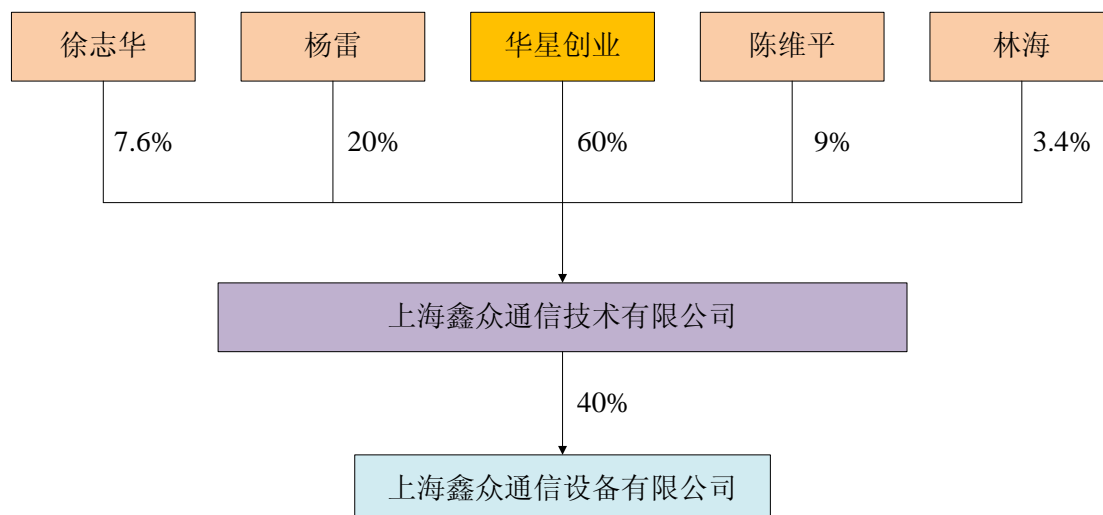 徐志华
杨雷
华星创业
陈维平
林海
7.6%
20%
60%
9%
3.4%
上海鑫众通信技术有限公司
40%
上海鑫众通信设备有限公司